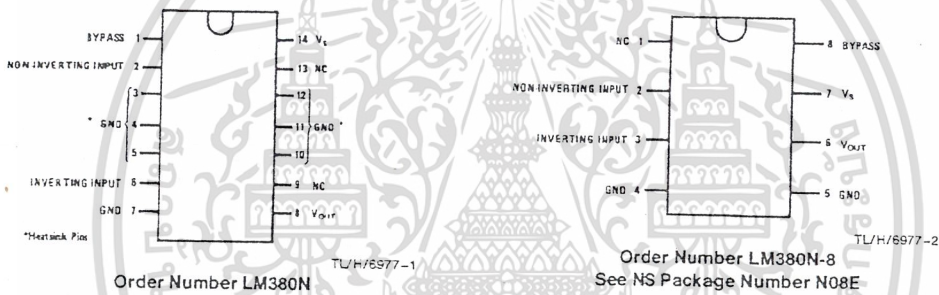 BYPASS 1
NON-INVERTING INPUT 2
3
* GND 4
5
INVERTING INPUT 6
GND 7
14 Vs
13 NC
12
11 GND *
10
9 NC
8 VOUT
*Heatsink Pins
TL/H/6977-1
Order Number LM380N
NC 1
NON-INVERTING INPUT 2
INVERTING INPUT 3
GND 4
8 BYPASS
7 Vs
6 VOUT
5 GND
TL/H/6977-2
Order Number LM380N-8
See NS Package Number N08E